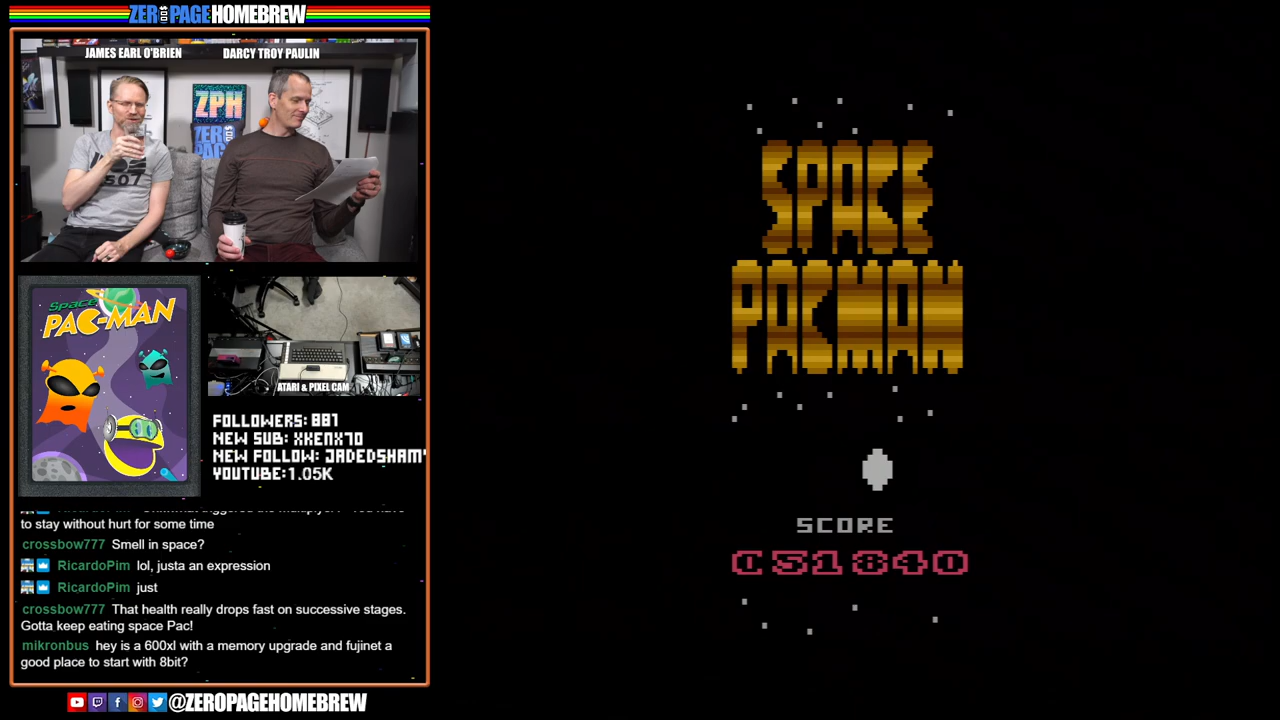 ZERO PAGE HOMEBREW
JAMES EARL O'BRIEN
DARCY TROY PAULIN
ZPH
ZERO
PAGE
507
Space
PAC-MAN
ATARI & PIXEL CAM
FOLLOWERS: 881
NEW SUB: XKENX70
NEW FOLLOW: JADEDSHAM
YOUTUBE:1.05K
to stay without hurt for some time
crossbow777 Smell in space?
RicardoPim lol, justa an expression
RicardoPim just
crossbow777 That health really drops fast on successive stages.
Gotta keep eating space Pac!
mikronbus hey is a 600xl with a memory upgrade and fujinet a
good place to start with 8bit?
@ZEROPAGEHOMEBREW
SPACE
PACMAN
SCORE
051840